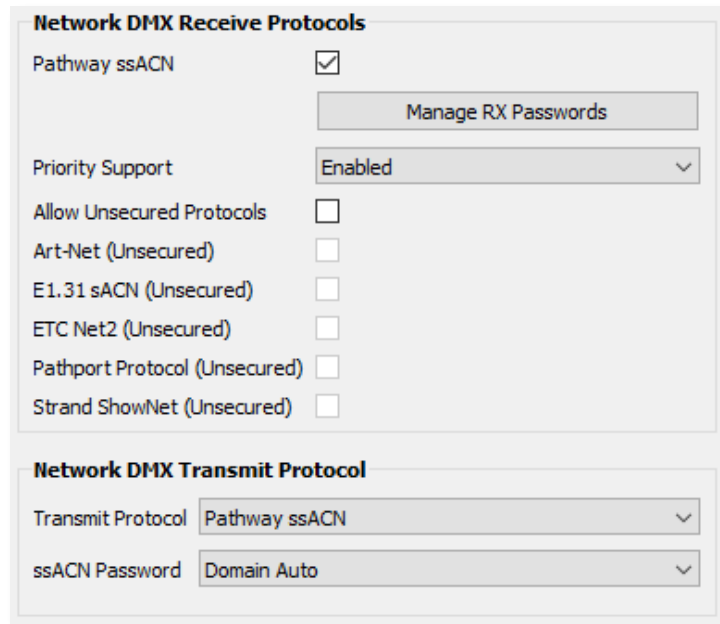 Network DMX Receive Protocols
Pathway ssACN
Manage RX Passwords
Priority Support Enabled
Allow Unsecured Protocols
Art-Net (Unsecured)
E1.31 sACN (Unsecured)
ETC Net2 (Unsecured)
Pathport Protocol (Unsecured)
Strand ShowNet (Unsecured)
Network DMX Transmit Protocol
Transmit Protocol Pathway ssACN
ssACN Password Domain Auto